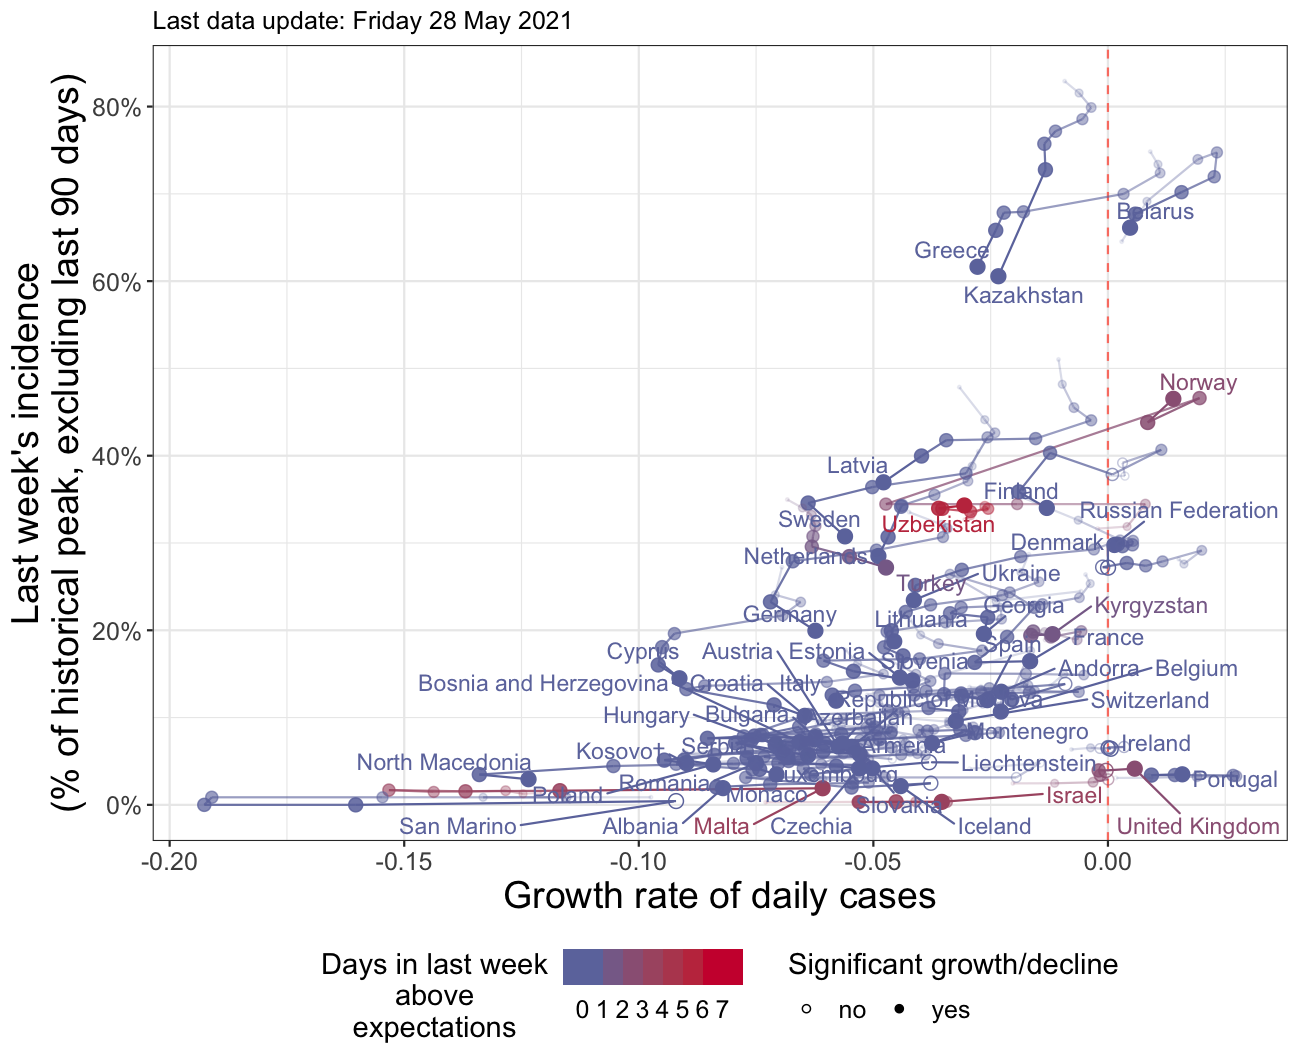 Last data update: Friday 28 May 2021
Last week's incidence
(% of historical peak, excluding last 90 days)
80%
60%
40%
20%
0%
Belarus
Greece
Kazakhstan
Norway
Latvia
Finland
Sweden
Uzbekistan
Russian Federation
Denmark
Netherlands
Turkey
Ukraine
Germany
Lithuania
Georgia
Kyrgyzstan
Cyprus
Austria
Estonia
Slovenia
Spain
France
Bosnia and Herzegovina
Croatia
Italy
Andorra
Belgium
Republic of Moldova
Switzerland
Hungary
Bulgaria
Azerbaijan
Kosovo†
Serbia
Armenia
Montenegro
Ireland
North Macedonia
Liechtenstein
Romania
Luxembourg
Portugal
Poland
Monaco
Slovakia
Israel
San Marino
Albania
Malta
Czechia
Iceland
United Kingdom
-0.20
-0.15
-0.10
-0.05
0.00
Growth rate of daily cases
Days in last week
above
expectations
0 1 2 3 4 5 6 7
Significant growth/decline
no
yes